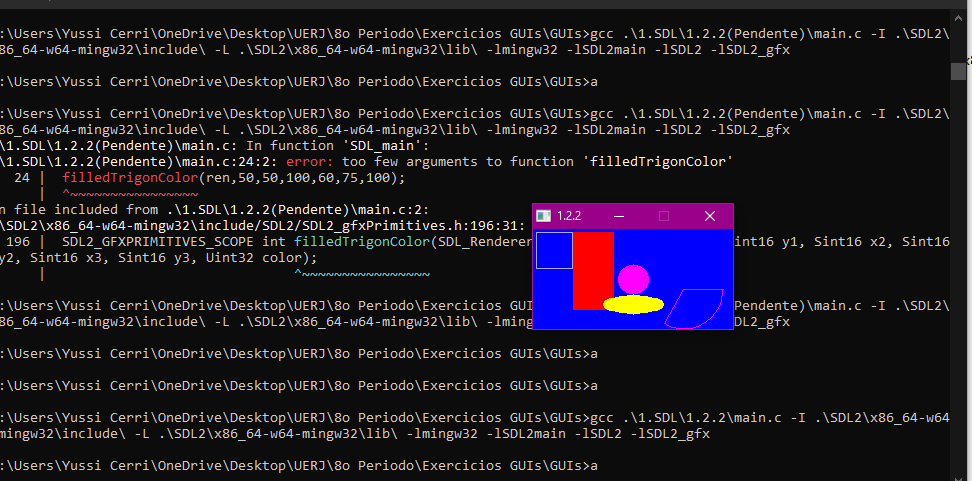 :\Users\Yussi Cerri\OneDrive\Desktop\UERJ\8o Periodo\Exercicios GUIs\GUIs>gcc .\1.SDL\1.2.2(Pendente)\main.c -I .\SDL2\
86_64-w64-mingw32\include\ -L .\SDL2\x86_64-w64-mingw32\lib\ -lmingw32 -lSDL2main -lSDL2 -lSDL2_gfx
:\Users\Yussi Cerri\OneDrive\Desktop\UERJ\8o Periodo\Exercicios GUIs\GUIs>a
:\Users\Yussi Cerri\OneDrive\Desktop\UERJ\8o Periodo\Exercicios GUIs\GUIs>gcc .\1.SDL\1.2.2(Pendente)\main.c -I .\SDL2\
86_64-w64-mingw32\include\ -L .\SDL2\x86_64-w64-mingw32\lib\ -lmingw32 -lSDL2main -lSDL2 -lSDL2_gfx
\1.SDL\1.2.2(Pendente)\main.c: In function 'SDL_main':
\1.SDL\1.2.2(Pendente)\main.c:24:2: error: too few arguments to function 'filledTrigonColor'
24 | filledTrigonColor(ren,50,50,100,60,75,100);
| ^~~~~~~~~~~~~~~~~
n file included from .\1.SDL\1.2.2(Pendente)\main.c:2:
\SDL2\x86_64-w64-mingw32\include/SDL2/SDL2_gfxPrimitives.h:196:31:
196 | SDL2_GFXPRIMITIVES_SCOPE int filledTrigonColor(SDL_Renderer int16 y1, Sint16 x2, Sint16
y2, Sint16 x3, Sint16 y3, Uint32 color);
| ^~~~~~~~~~~~~~~~~
1.2.2
:\Users\Yussi Cerri\OneDrive\Desktop\UERJ\8o Periodo\Exercicios GUI (Pendente)\main.c -I .\SDL2\
86_64-w64-mingw32\include\ -L .\SDL2\x86_64-w64-mingw32\lib\ -lming DL2_gfx
:\Users\Yussi Cerri\OneDrive\Desktop\UERJ\8o Periodo\Exercicios GUIs\GUIs>a
:\Users\Yussi Cerri\OneDrive\Desktop\UERJ\8o Periodo\Exercicios GUIs\GUIs>a
:\Users\Yussi Cerri\OneDrive\Desktop\UERJ\8o Periodo\Exercicios GUIs\GUIs>gcc .\1.SDL\1.2.2\main.c -I .\SDL2\x86_64-w64
mingw32\include\ -L .\SDL2\x86_64-w64-mingw32\lib\ -lmingw32 -lSDL2main -lSDL2 -lSDL2_gfx
:\Users\Yussi Cerri\OneDrive\Desktop\UERJ\8o Periodo\Exercicios GUIs\GUIs>a